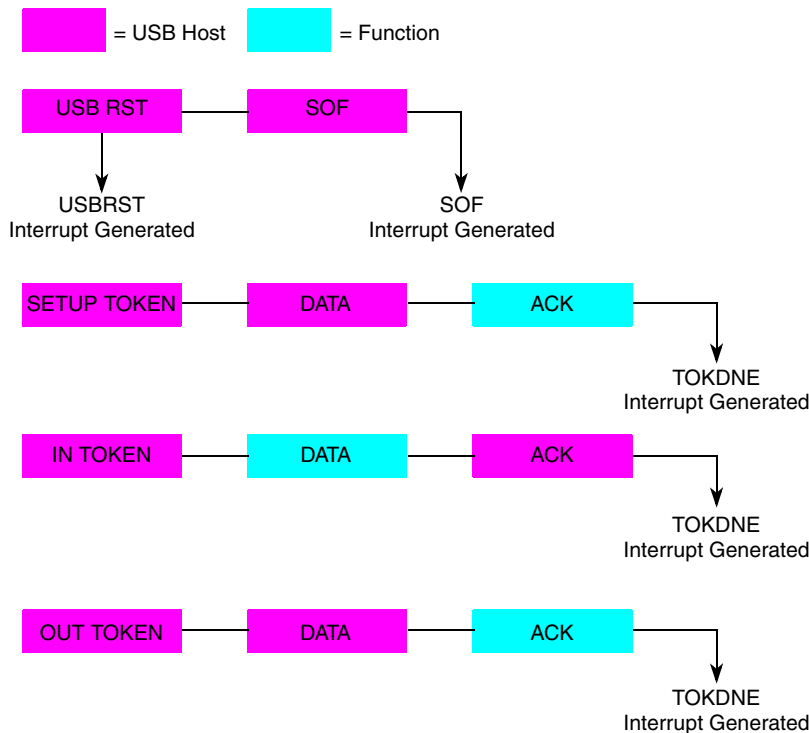 = USB Host
= Function
USB RST
SOF
USBRST
Interrupt Generated
SOF
Interrupt Generated
SETUP TOKEN
DATA
ACK
TOKDNE
Interrupt Generated
IN TOKEN
DATA
ACK
TOKDNE
Interrupt Generated
OUT TOKEN
DATA
ACK
TOKDNE
Interrupt Generated